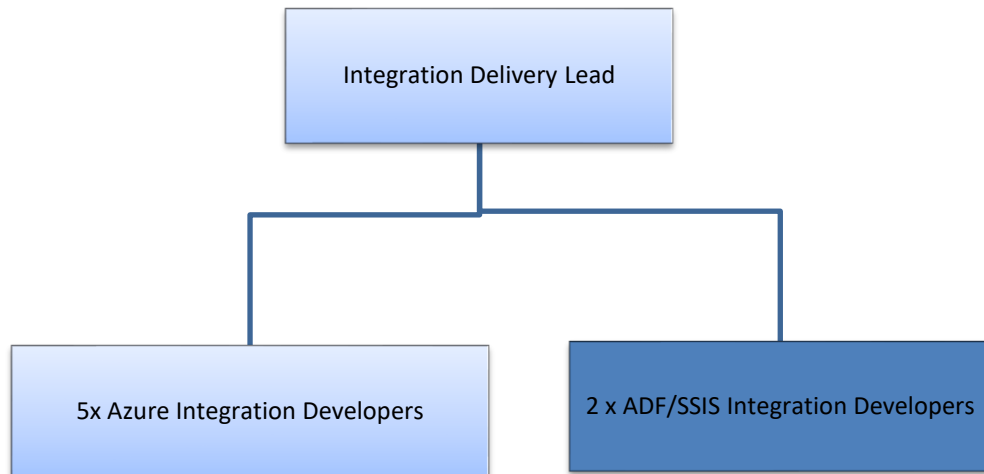 Integration Delivery Lead
5x Azure Integration Developers
2 x ADF/SSIS Integration Developers